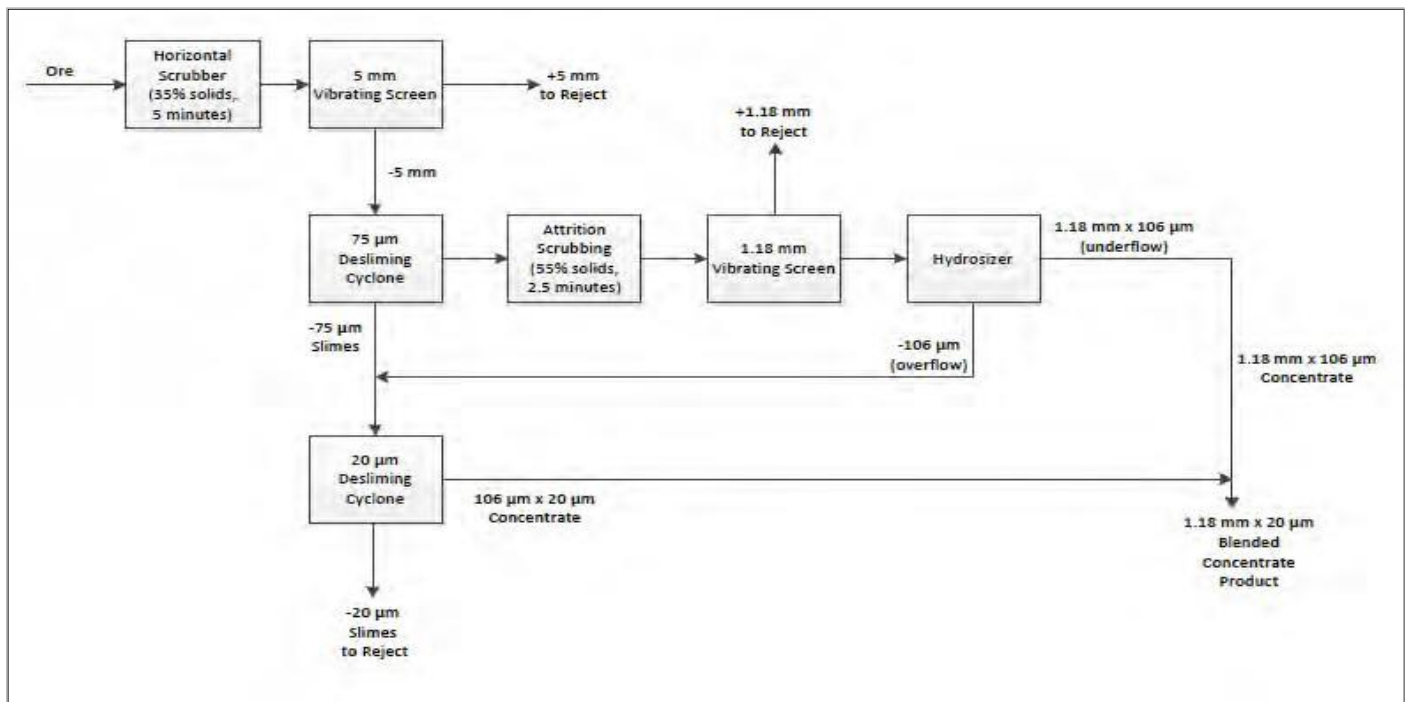 Ore
Horizontal
Scrubber
(35% solids,
5 minutes)
5 mm
Vibrating Screen
+5 mm
to Reject
-5 mm
+1.18 mm
to Reject
75 µm
Desliming
Cyclone
Attrition
Scrubbing
(55% solids,
2.5 minutes)
1.18 mm
Vibrating Screen
Hydrosizer
1.18 mm x 106 µm
(underflow)
-75 µm
Slimes
-106 µm
(overflow)
1.18 mm x 106 µm
Concentrate
20 µm
Desliming
Cyclone
106 µm x 20 µm
Concentrate
1.18 mm x 20 µm
Blended
Concentrate
Product
-20 µm
Slimes
to Reject